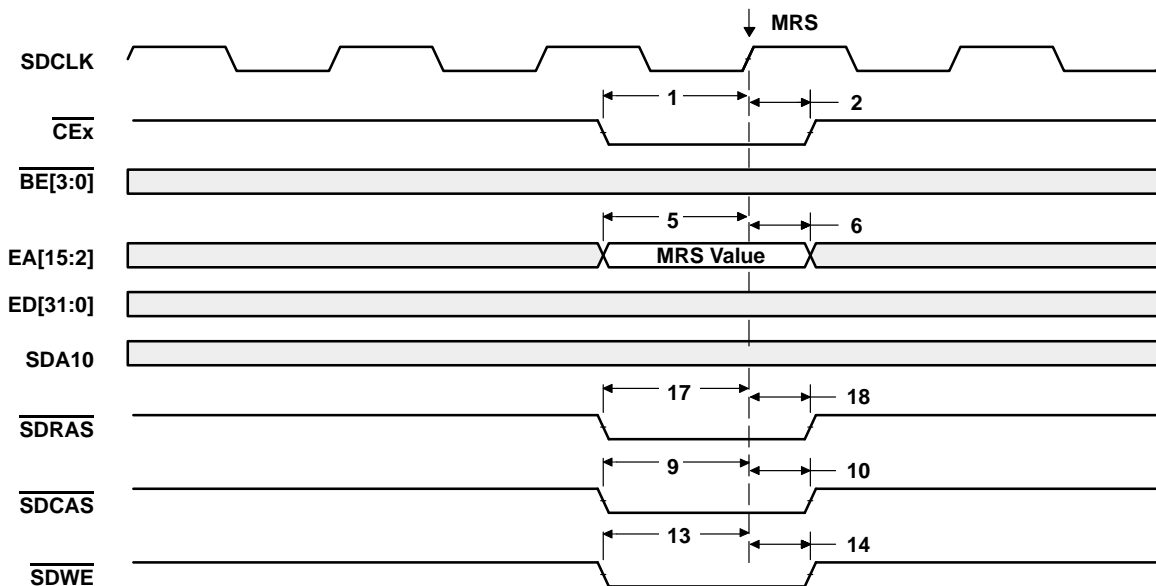 MRS
SDCLK
1 2
CEx
BE[3:0]
5 6
EA[15:2] MRS Value
ED[31:0]
SDA10
17 18
SDRAS
9 10
SDCAS
13 14
SDWE